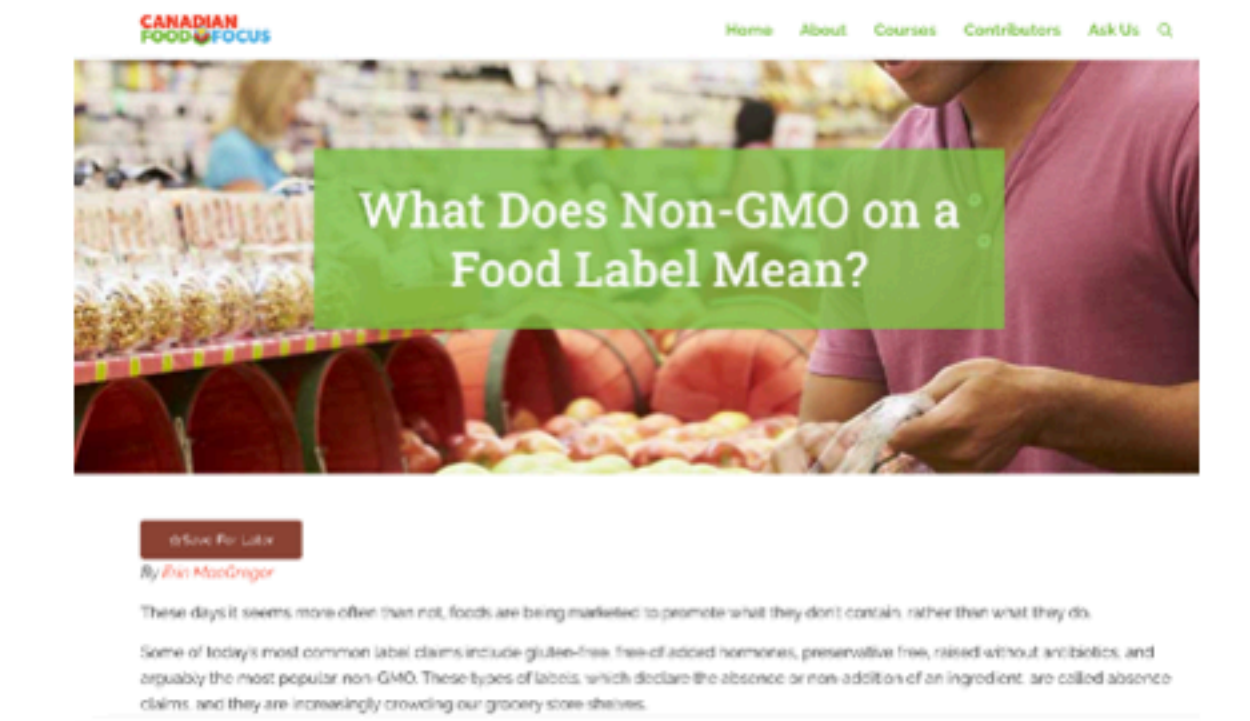 CANADIAN
FOOD FOCUS
Home About Courses Contributors Ask Us
What Does Non-GMO on a
Food Label Mean?
Save For Later
By Erin MacGregor
These days it seems more often than not, foods are being marketed to promote what they don't contain, rather than what they do.
Some of today's most common label claims include gluten-free, free-of added hormones, preservative free, raised without antibiotics, and
arguably the most popular non-GMO. These types of labels, which declare the absence or non-addition of an ingredient, are called absence
claims, and they are increasingly crowding our grocery store shelves.